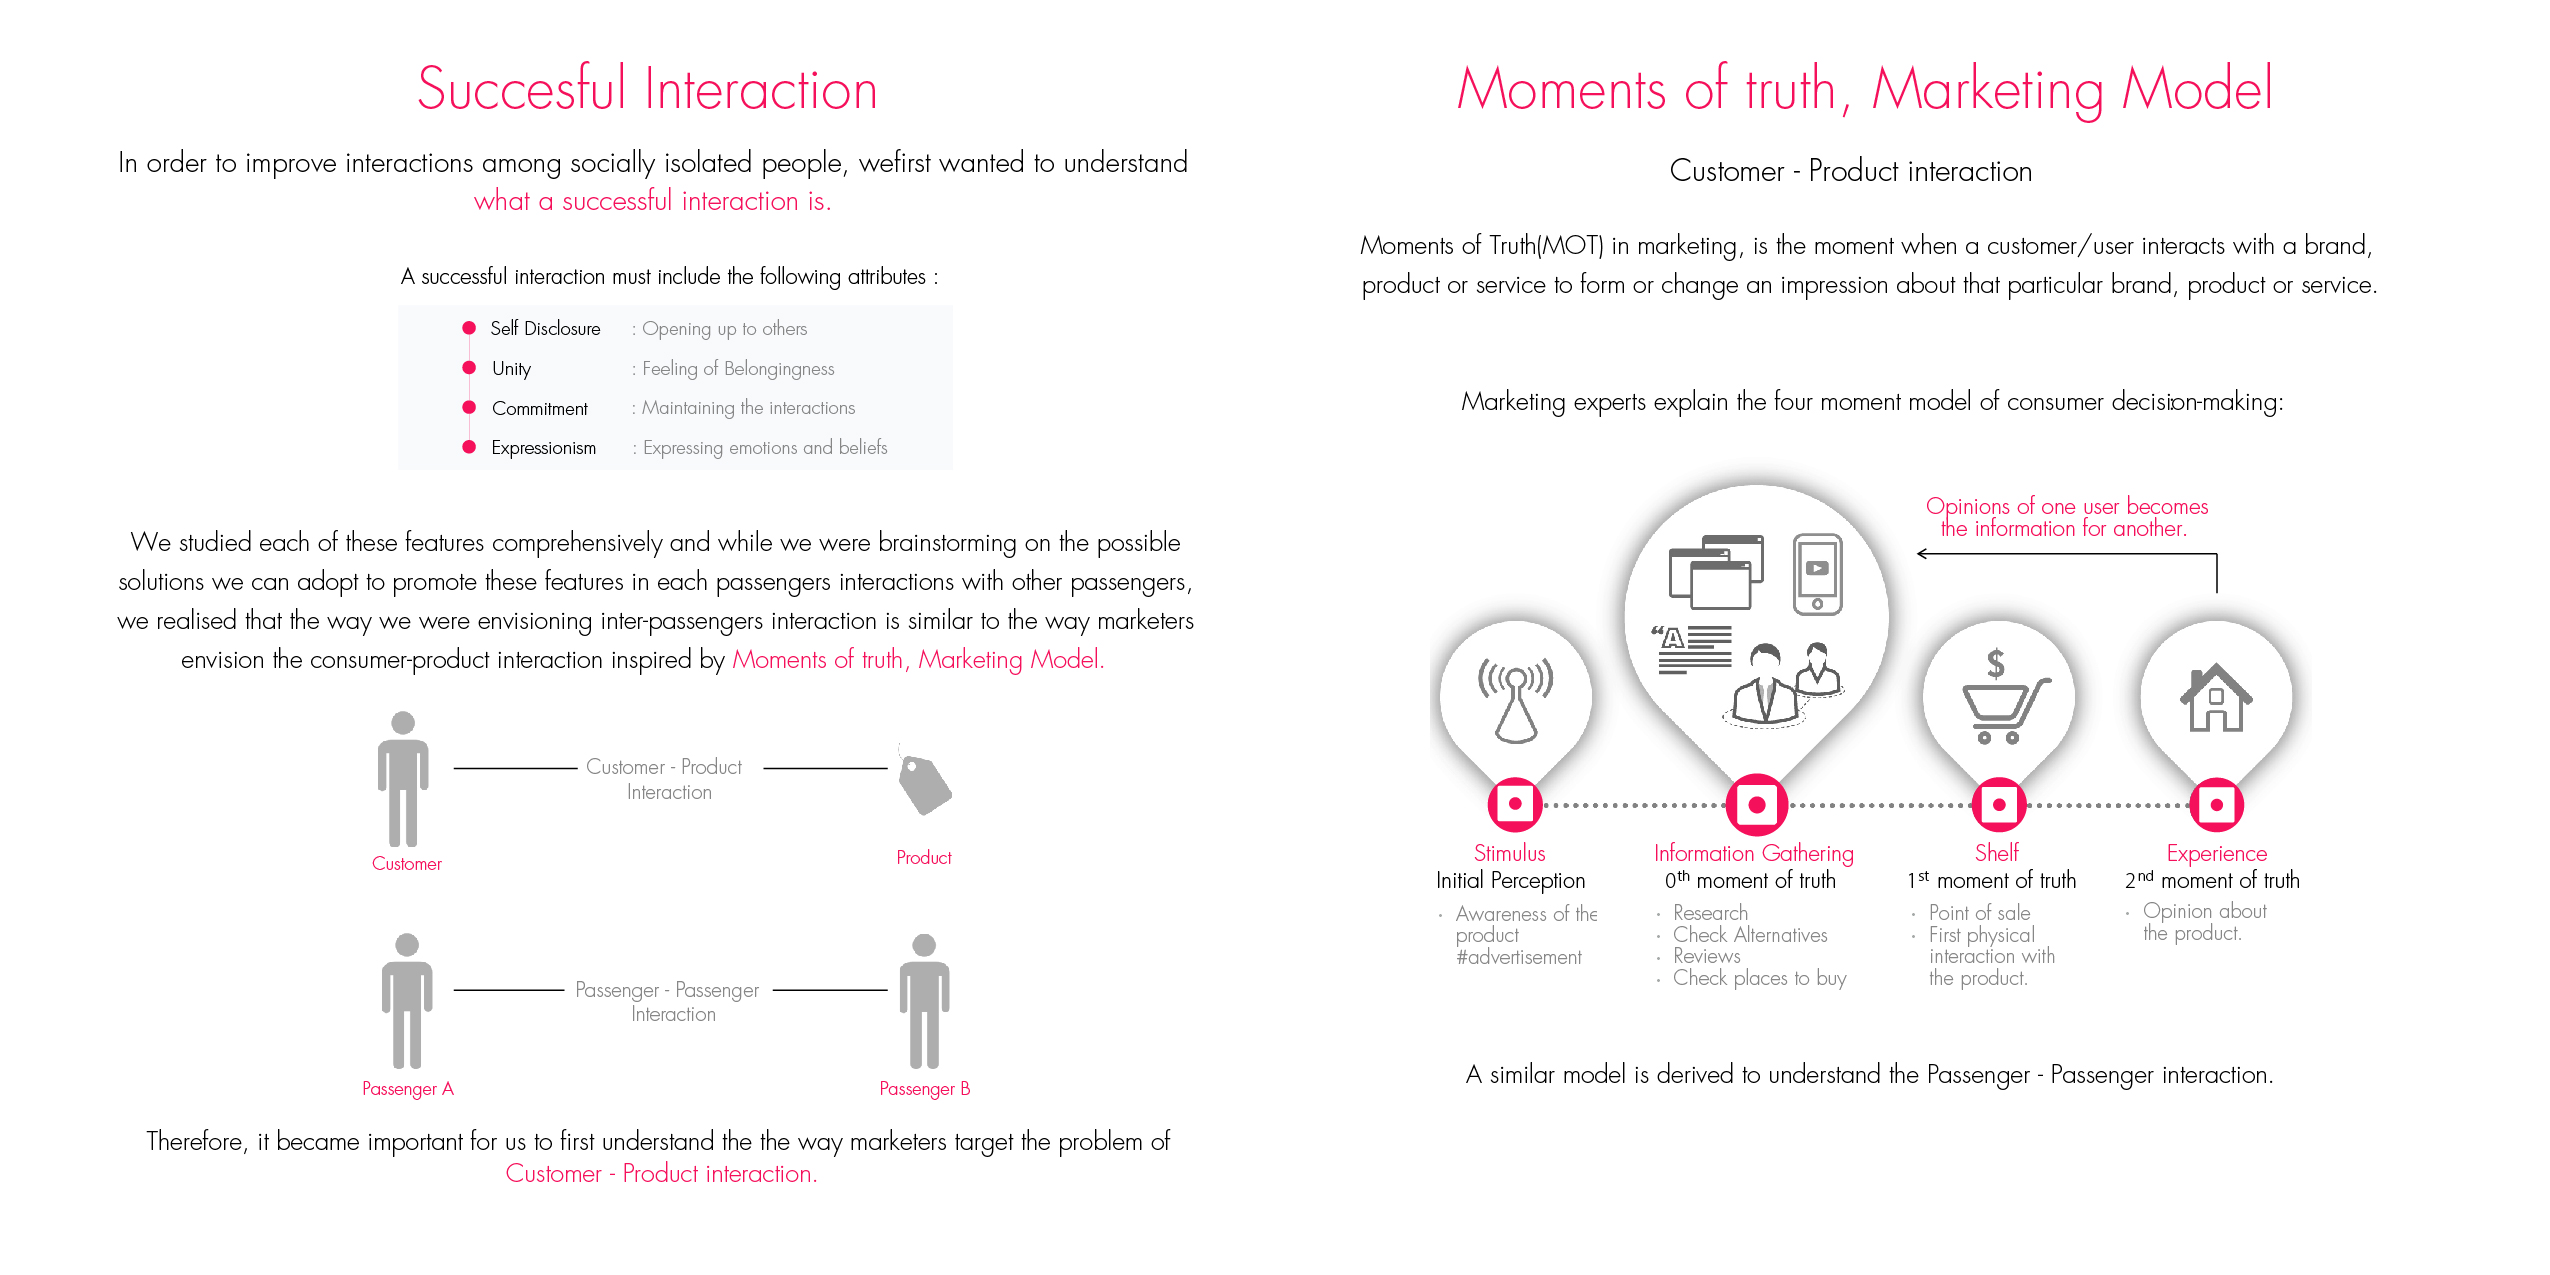 Succesful Interaction
In order to improve interactions among socially isolated people, wefirst wanted to understand
what a successful interaction is.
A successful interaction must include the following attributes :
Self Disclosure : Opening up to others
Unity : Feeling of Belongingness
Commitment : Maintaining the interactions
Expressionism : Expressing emotions and beliefs
We studied each of these features comprehensively and while we were brainstorming on the possible
solutions we can adopt to promote these features in each passengers interactions with other passengers,
we realised that the way we were envisioning inter-passengers interaction is similar to the way marketers
envision the consumer-product interaction inspired by Moments of truth, Marketing Model.
Customer - Product
Interaction
Customer
Product
Passenger - Passenger
Interaction
Passenger A
Passenger B
Therefore, it became important for us to first understand the the way marketers target the problem of
Customer - Product interaction.
Moments of truth, Marketing Model
Customer - Product interaction
Moments of Truth(MOT) in marketing, is the moment when a customer/user interacts with a brand,
product or service to form or change an impression about that particular brand, product or service.
Marketing experts explain the four moment model of consumer decision-making:
Opinions of one user becomes
the information for another.
“A
$
Stimulus
Initial Perception
· Awareness of the
product
#advertisement
Information Gathering
0th moment of truth
· Research
· Check Alternatives
· Reviews
· Check places to buy
Shelf
1st moment of truth
· Point of sale
· First physical
interaction with
the product.
Experience
2nd moment of truth
· Opinion about
the product.
A similar model is derived to understand the Passenger - Passenger interaction.